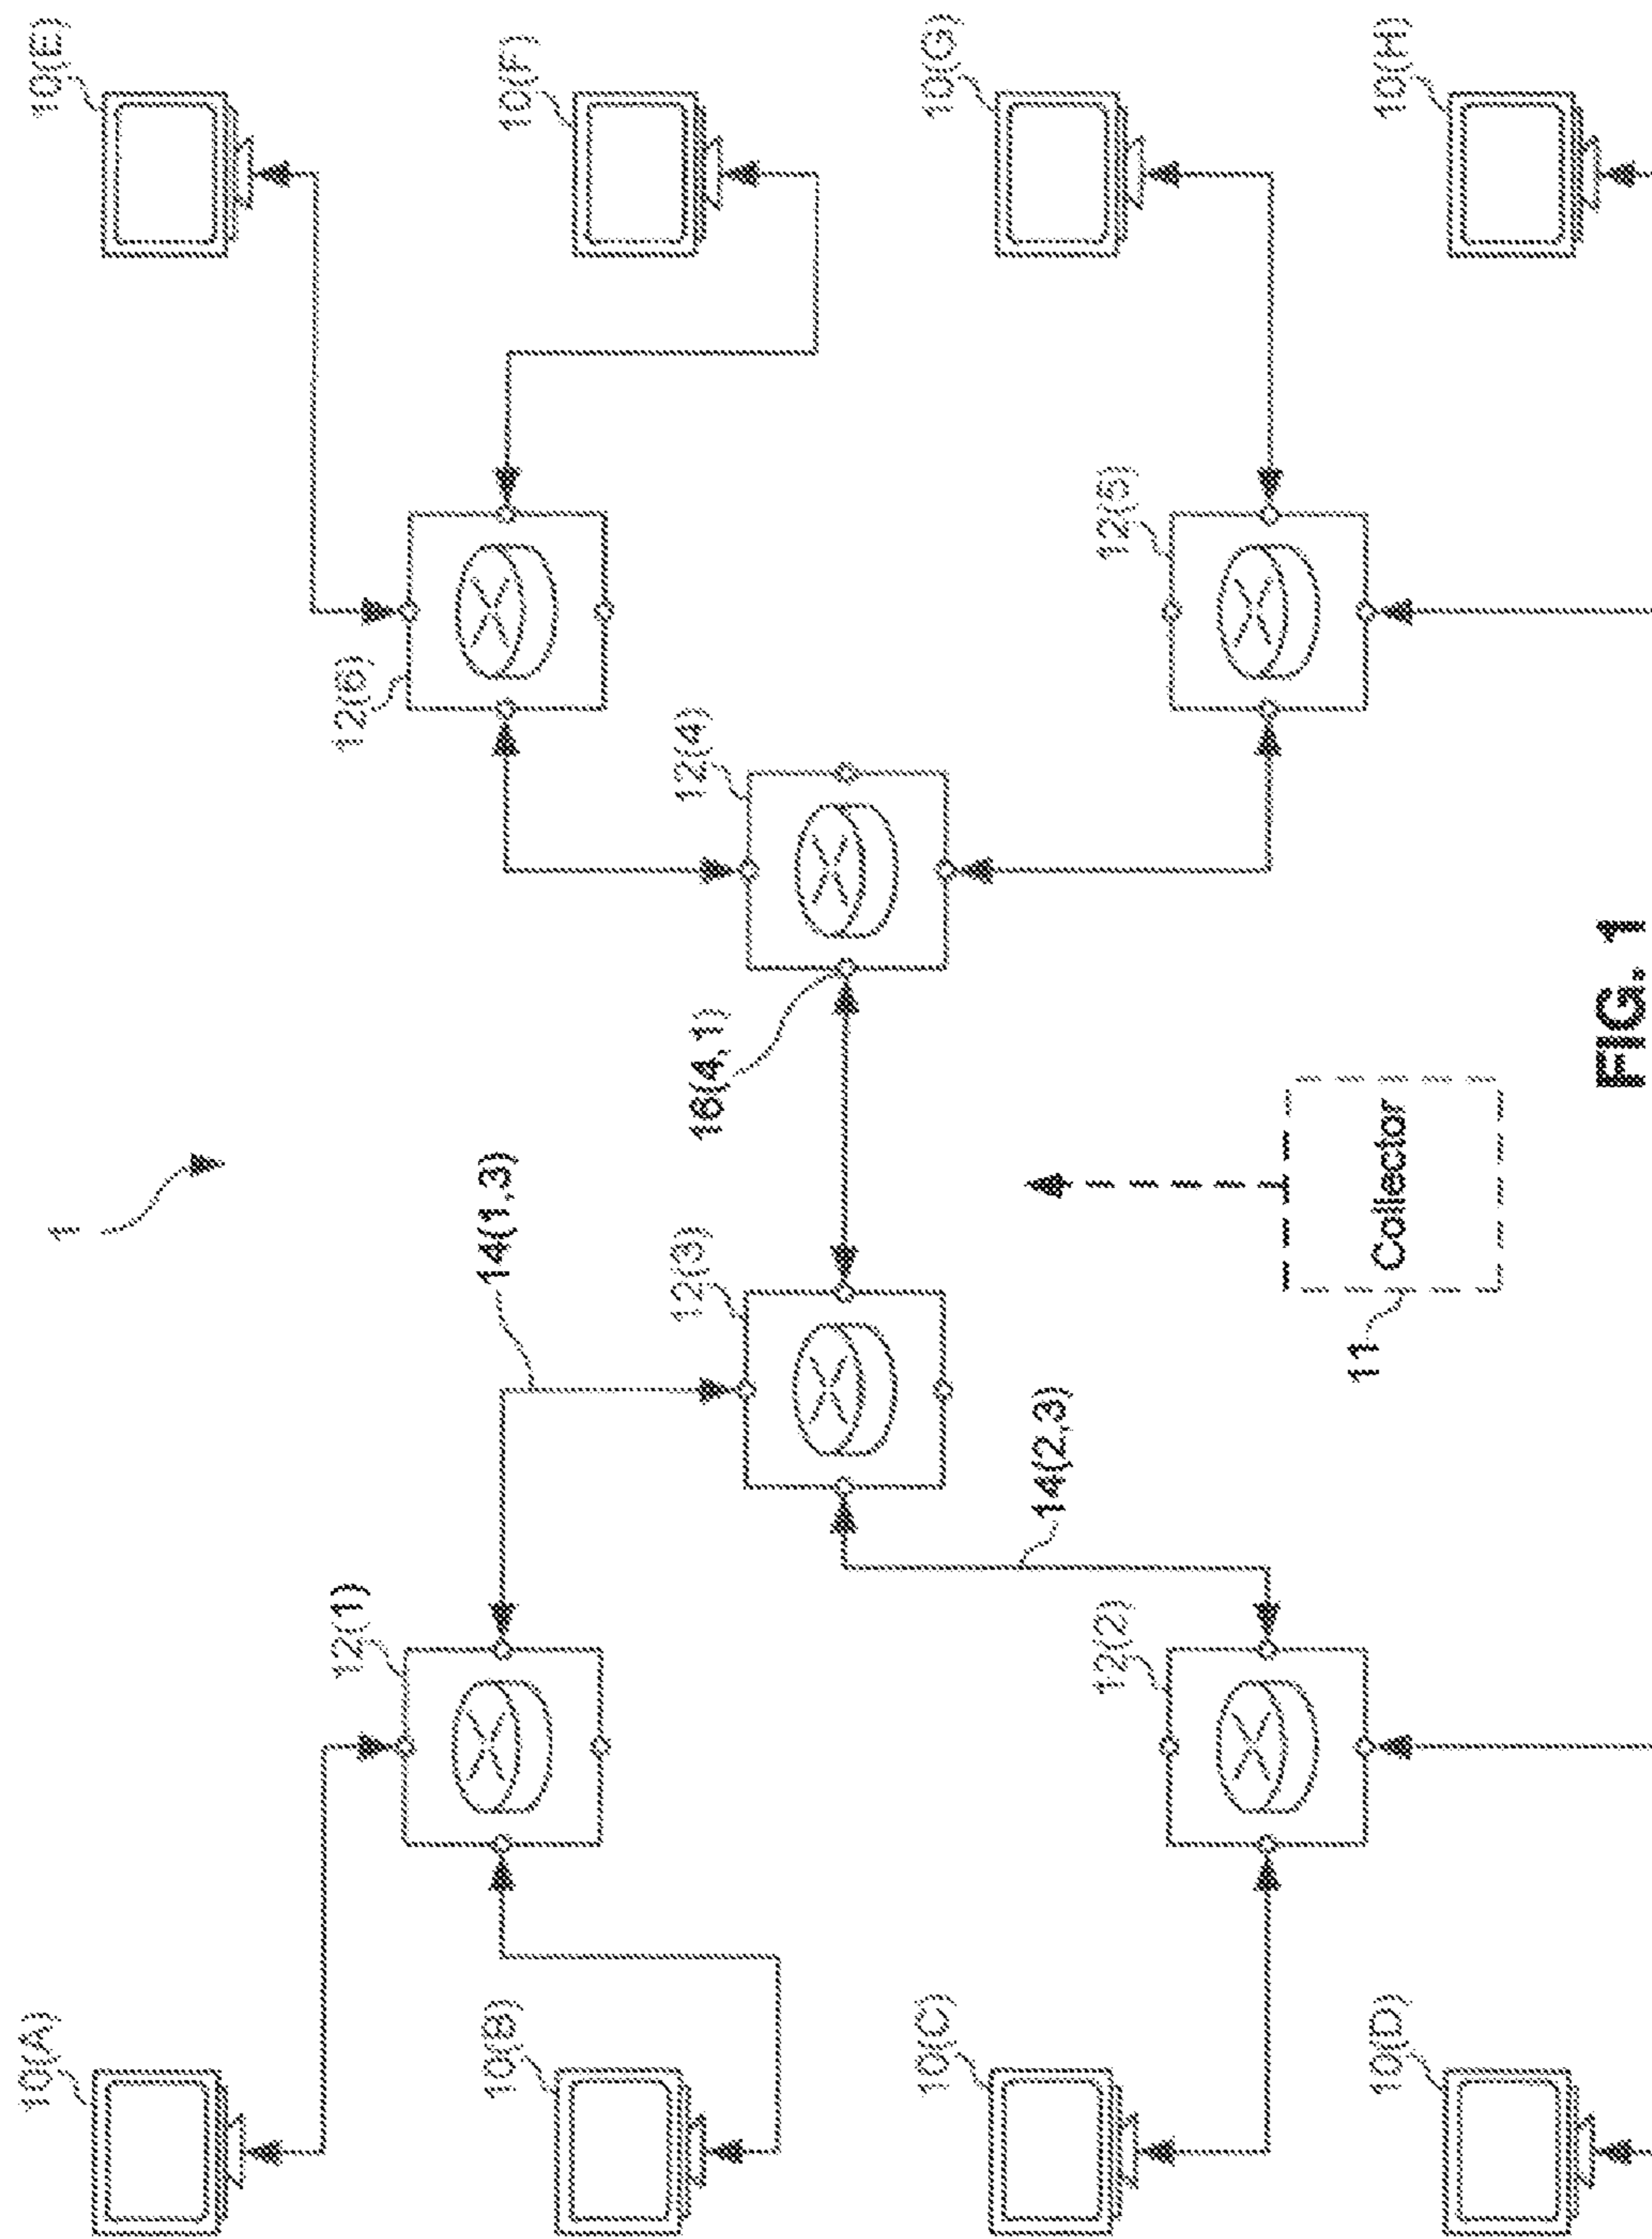 1
10(A)
10(B)
10(C)
10(D)
12(1)
12(2)
14(1,3)
14(2,3)
12(3)
16(4,1)
12(4)
12(6)
12(5)
10(E)
10(F)
10(G)
10(H)
11
Collector
FIG. 1